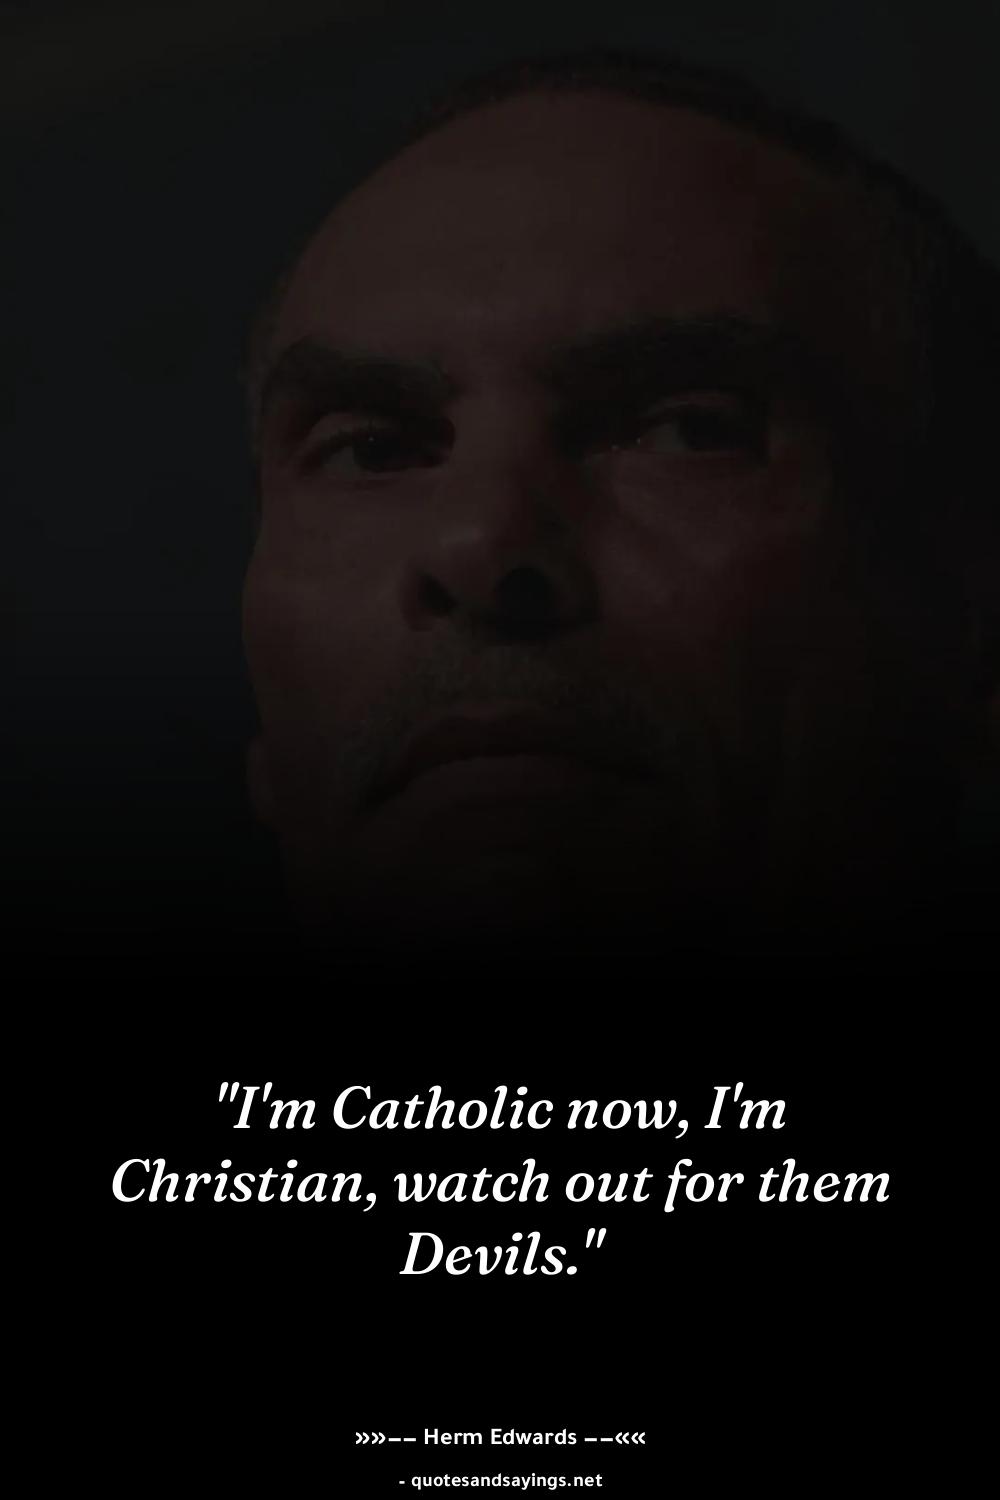 "I'm Catholic now, I'm
Christian, watch out for them
Devils."
»»−− Herm Edwards −−««
- quotesandsayings.net